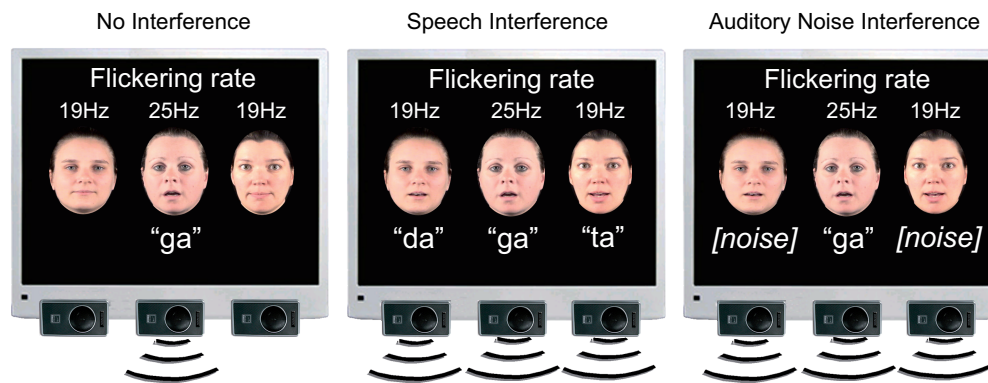 No Interference
Flickering rate
19Hz 25Hz 19Hz
“ga”
Speech Interference
Flickering rate
19Hz 25Hz 19Hz
“da” “ga” “ta”
Auditory Noise Interference
Flickering rate
19Hz 25Hz 19Hz
[noise] “ga” [noise]